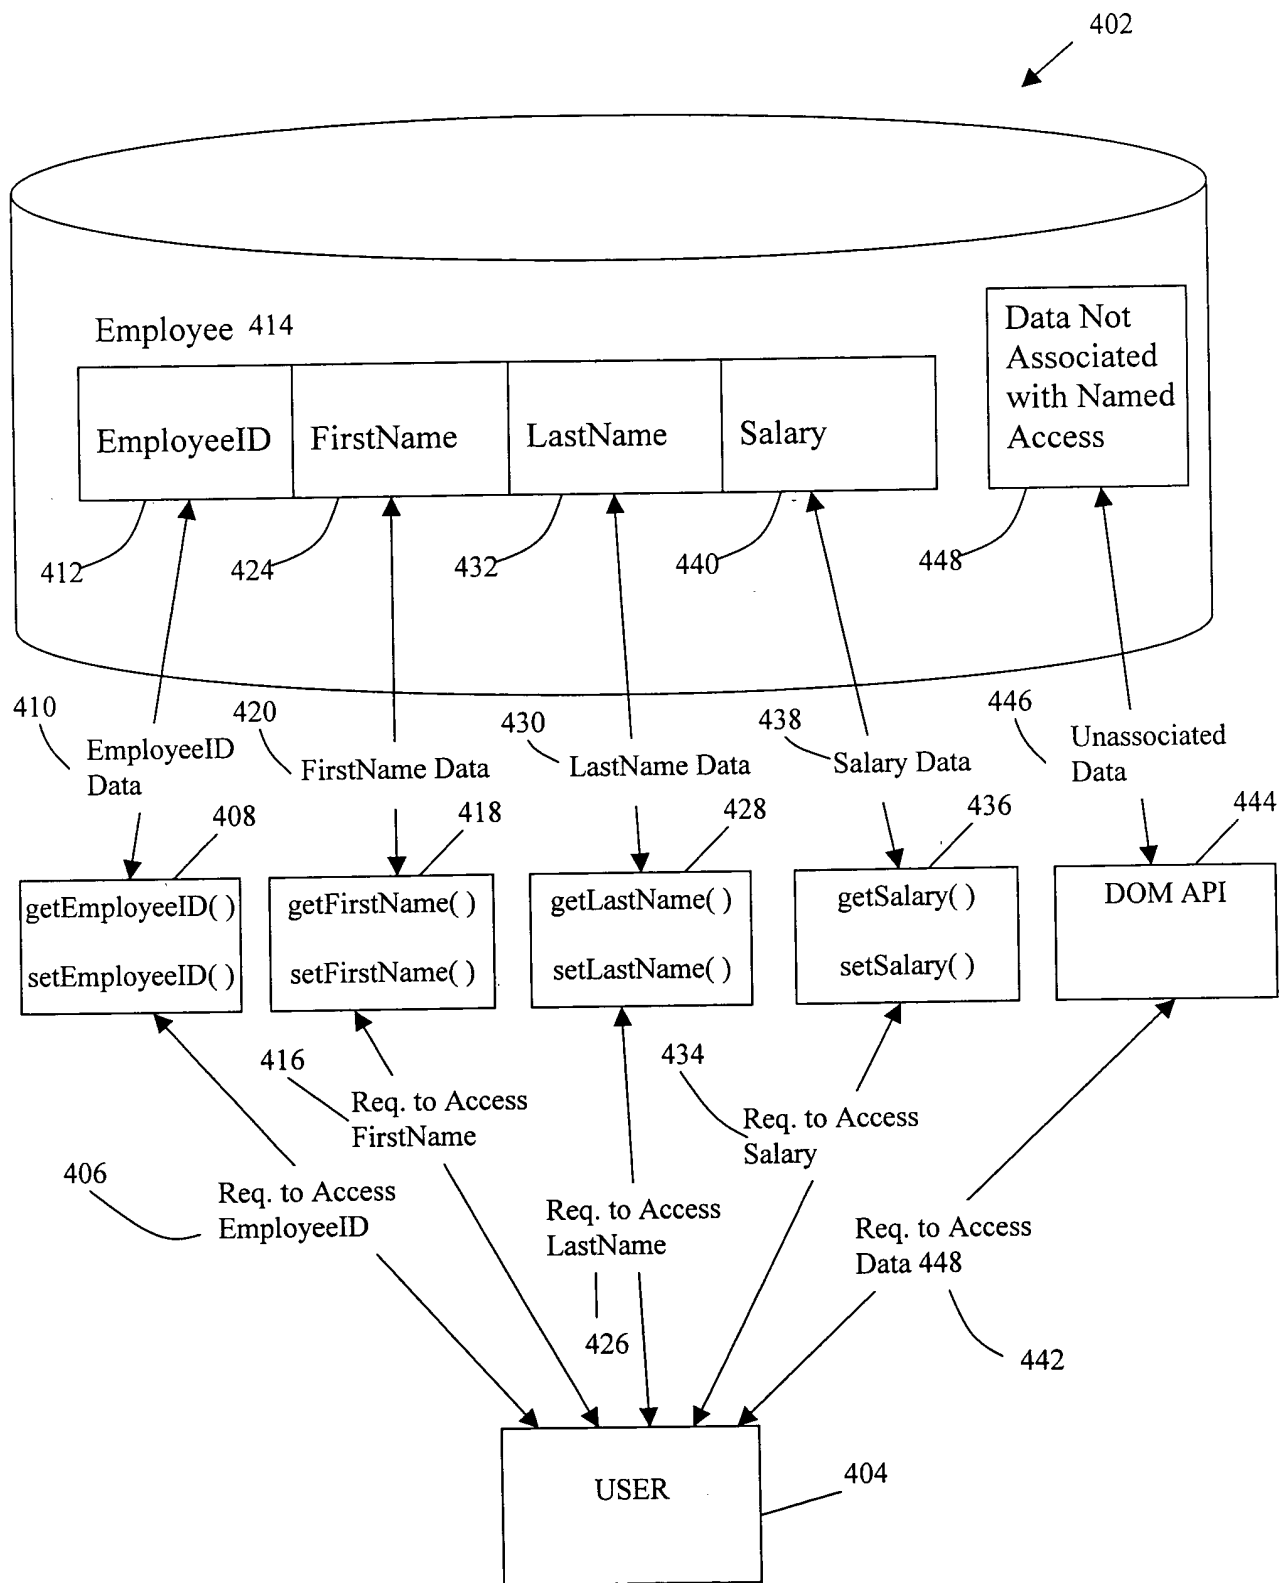 402
Employee 414
EmployeeID
FirstName
LastName
Salary
Data Not
Associated
with Named
Access
412
424
432
440
448
410
EmployeeID
Data
420
FirstName Data
430
LastName Data
438
Salary Data
446
Unassociated
Data
408
418
428
436
444
getEmployeeID( )
setEmployeeID( )
getFirstName( )
setFirstName( )
getLastName( )
setLastName( )
getSalary( )
setSalary( )
DOM API
416
Req. to Access
FirstName
434
Req. to Access
Salary
406
Req. to Access
EmployeeID
Req. to Access
LastName
426
Req. to Access
Data 448
442
USER
404